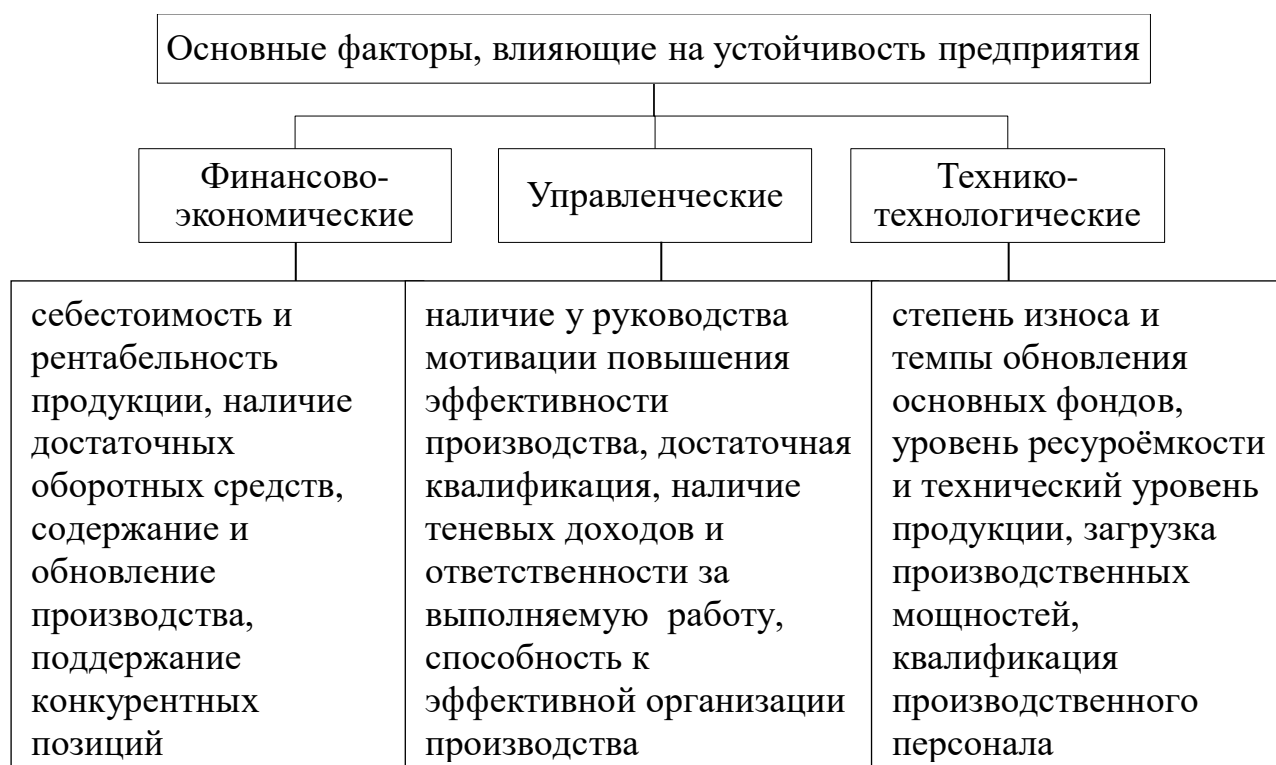 Основные факторы, влияющие на устойчивость предприятия
Финансово-
экономические
Управленческие
Технико-
технологические
себестоимость и
рентабельность
продукции, наличие
достаточных
оборотных средств,
содержание и
обновление
производства,
поддержание
конкурентных
позиций
наличие у руководства
мотивации повышения
эффективности
производства, достаточная
квалификация, наличие
теневых доходов и
ответственности за
выполняемую работу,
способность к
эффективной организации
производства
степень износа и
темпы обновления
основных фондов,
уровень ресуроёмкости
и технический уровень
продукции, загрузка
производственных
мощностей,
квалификация
производственного
персонала